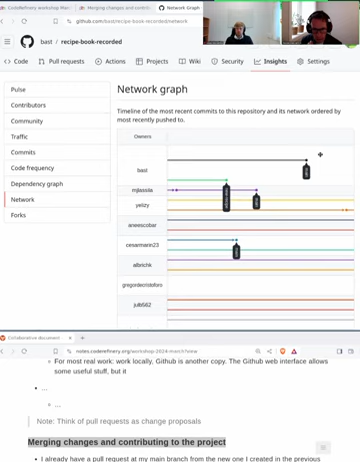 CodeRefinery workshop Mar
Merging changes and contri
Network Graph
github.com/bast/recipe-book-recorded/network
bast / recipe-book-recorded
Code
Pull requests
Actions
Projects
Wiki
Security
Insights
Settings
Pulse
Contributors
Community
Traffic
Commits
Code frequency
Dependency graph
Network
Forks
Network graph
Timeline of the most recent commits to this repository and its network ordered by
most recently pushed to.
Owners
bast
mjlassila
yetizy
aneescobar
cesarmarin23
albrichk
gregordecristoforo
julb562
Collaborative document
notes.coderefinery.org/workshop-2024-march?view
For most real work: work locally, Github is another copy. The Github web interface allows
some useful stuff, but it
...
...
Note: Think of pull requests as change proposals
Merging changes and contributing to the project
I already have a pull request at my main branch from the new one I created in the previous